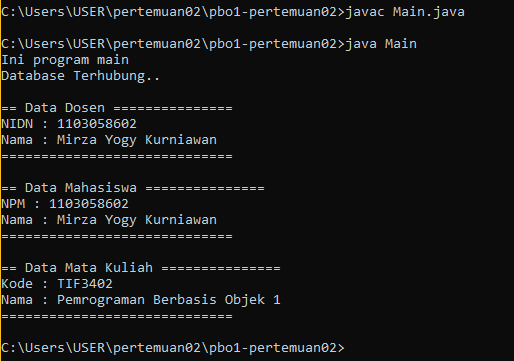 C:\Users\USER\pertemuan02\pbo1-pertemuan02>javac Main.java
C:\Users\USER\pertemuan02\pbo1-pertemuan02>java Main
Ini program main
Database Terhubung..
== Data Dosen ===============
NIDN : 1103058602
Nama : Mirza Yogy Kurniawan
=============================
== Data Mahasiswa ===============
NPM : 1103058602
Nama : Mirza Yogy Kurniawan
=============================
== Data Mata Kuliah ===============
Kode : TIF3402
Nama : Pemrograman Berbasis Objek 1
=============================
C:\Users\USER\pertemuan02\pbo1-pertemuan02>